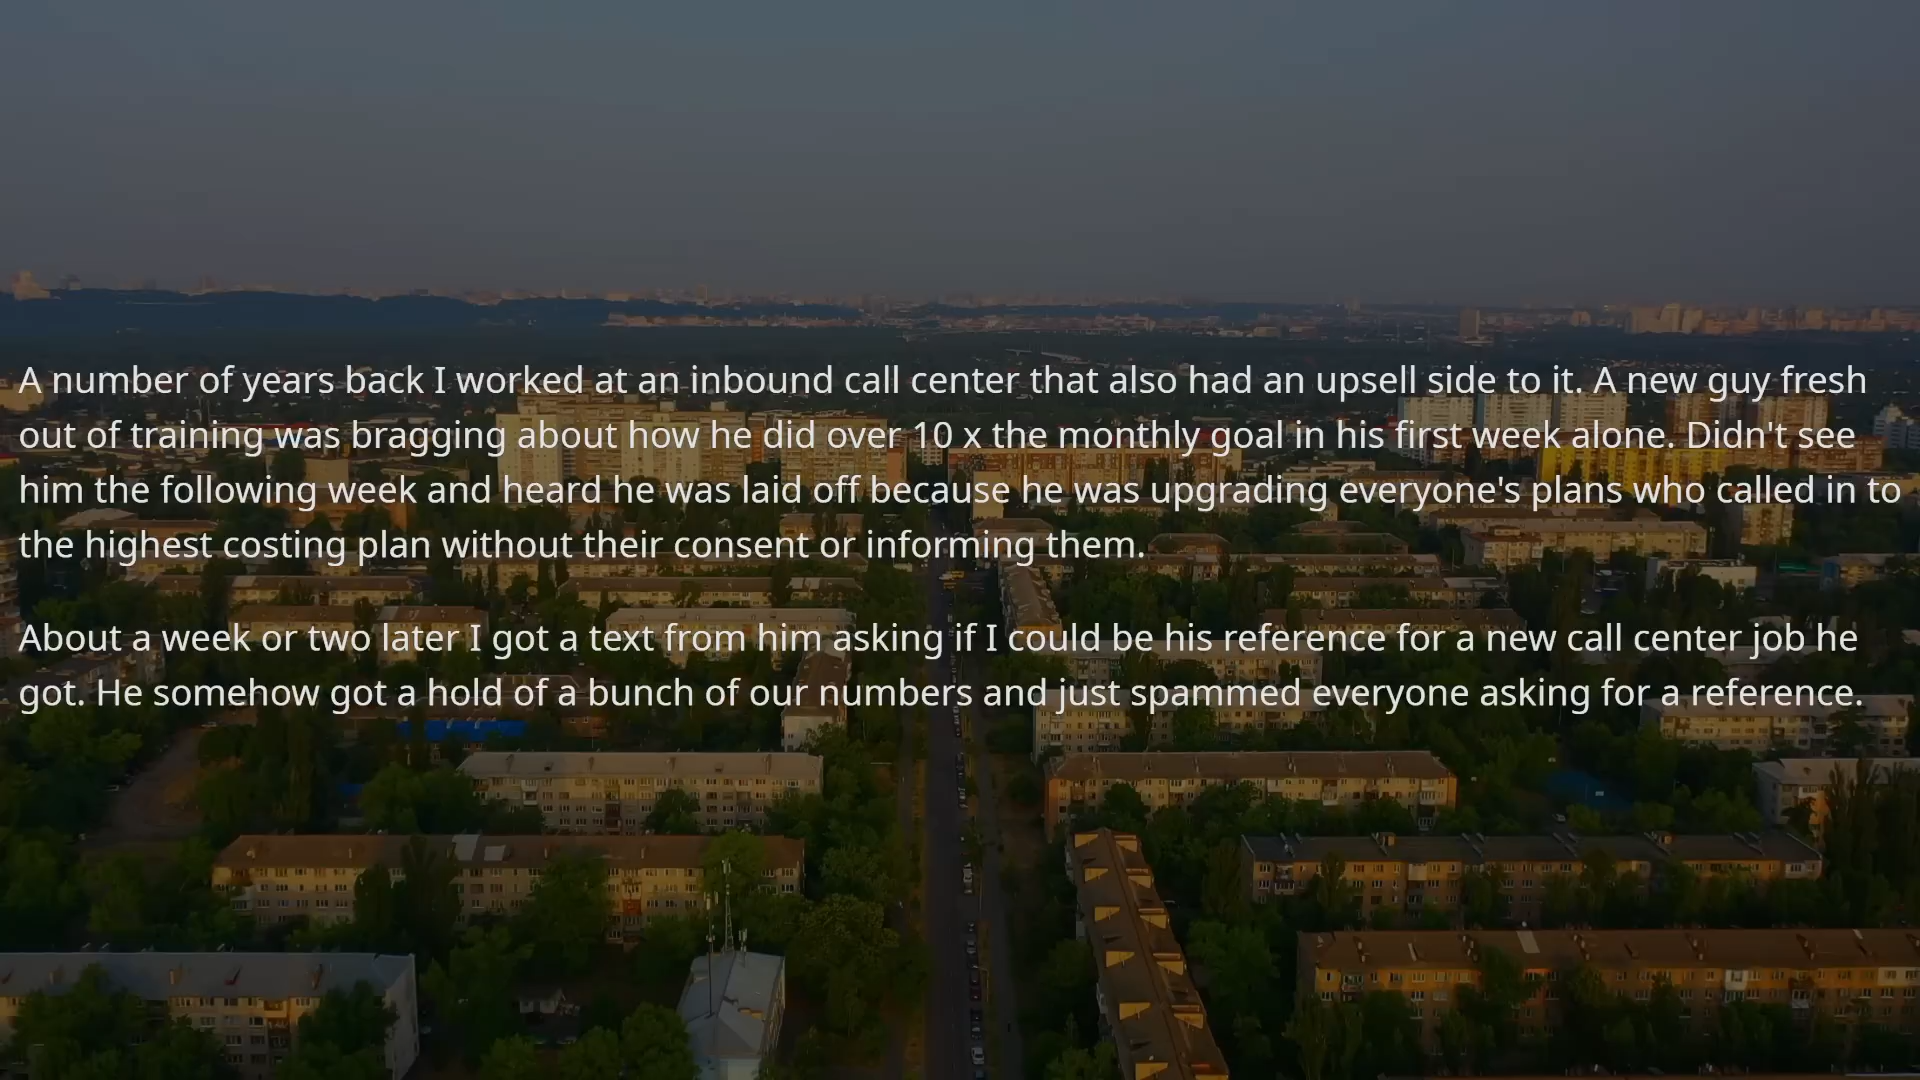 A number of years back I worked at an inbound call center that also had an upsell side to it. A new guy fresh
out of training was bragging about how he did over 10 x the monthly goal in his first week alone. Didn't see
him the following week and heard he was laid off because he was upgrading everyone's plans who called in to
the highest costing plan without their consent or informing them.
About a week or two later I got a text from him asking if I could be his reference for a new call center job he
got. He somehow got a hold of a bunch of our numbers and just spammed everyone asking for a reference.